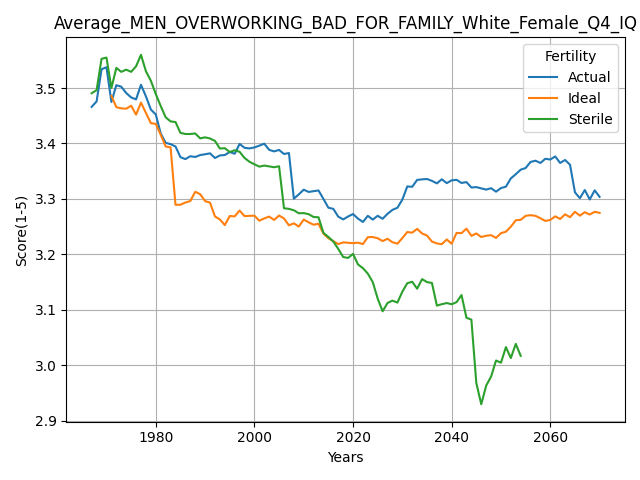 Average_MEN_OVERWORKING_BAD_FOR_FAMILY_White_Female_Q4_IQ
Fertility
Actual
Ideal
Sterile
3.5
3.4
3.3
3.2
3.1
3.0
2.9
Score(1-5)
1980
2000
2020
2040
2060
Years